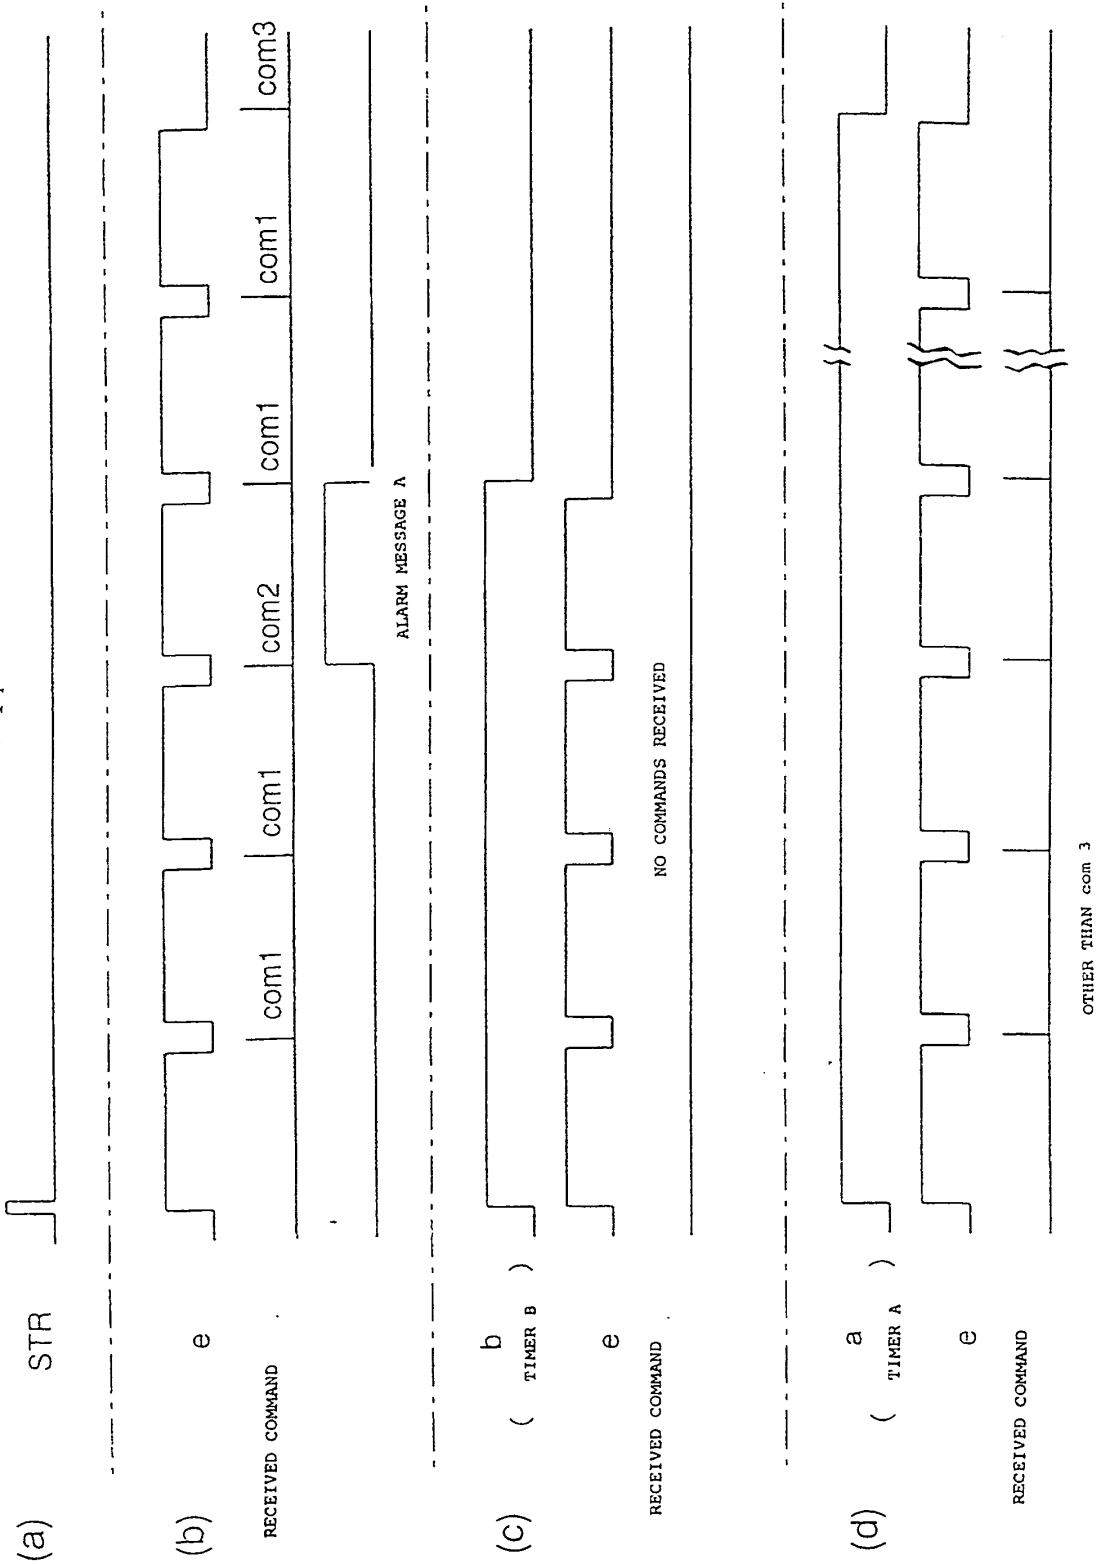 (a)
STR
(b)
e
RECEIVED COMMAND
com1
com1
com2
com1
com1
com3
ALARM MESSAGE A
(c)
b
( TIMER B )
e
RECEIVED COMMAND
NO COMMANDS RECEIVED
(d)
a
( TIMER A )
e
RECEIVED COMMAND
OTHER THAN com 3